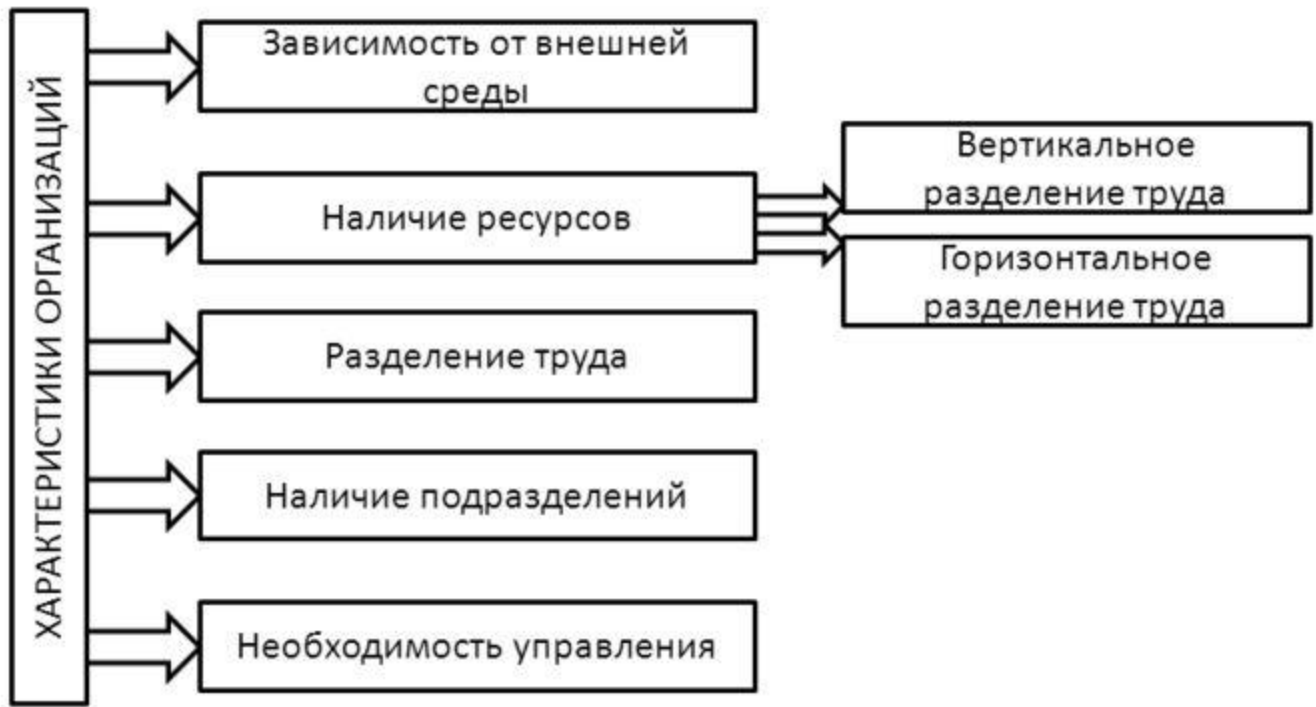 ХАРАКТЕРИСТИКИ ОРГАНИЗАЦИЙ
Зависимость от внешней
среды
Наличие ресурсов
Вертикальное
разделение труда
Горизонтальное
разделение труда
Разделение труда
Наличие подразделений
Необходимость управления